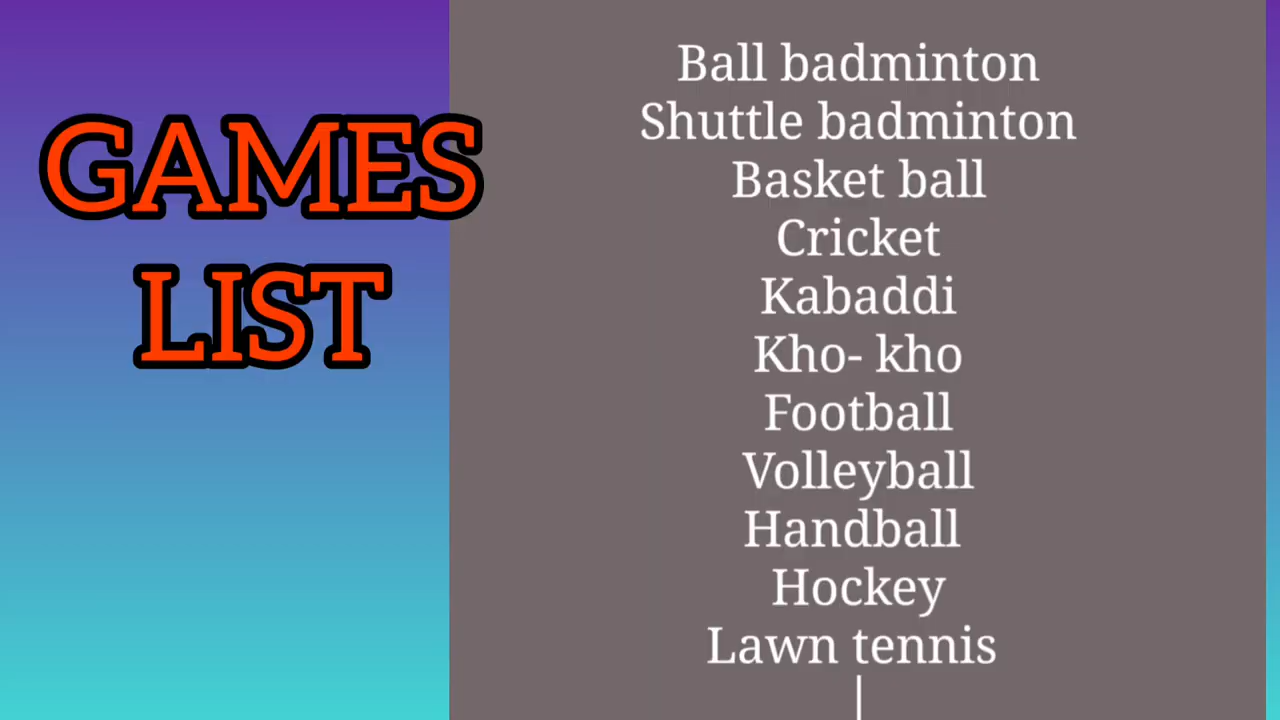 GAMES
LIST
Ball badminton
Shuttle badminton
Basket ball
Cricket
Kabaddi
Kho- kho
Football
Volleyball
Handball
Hockey
Lawn tennis